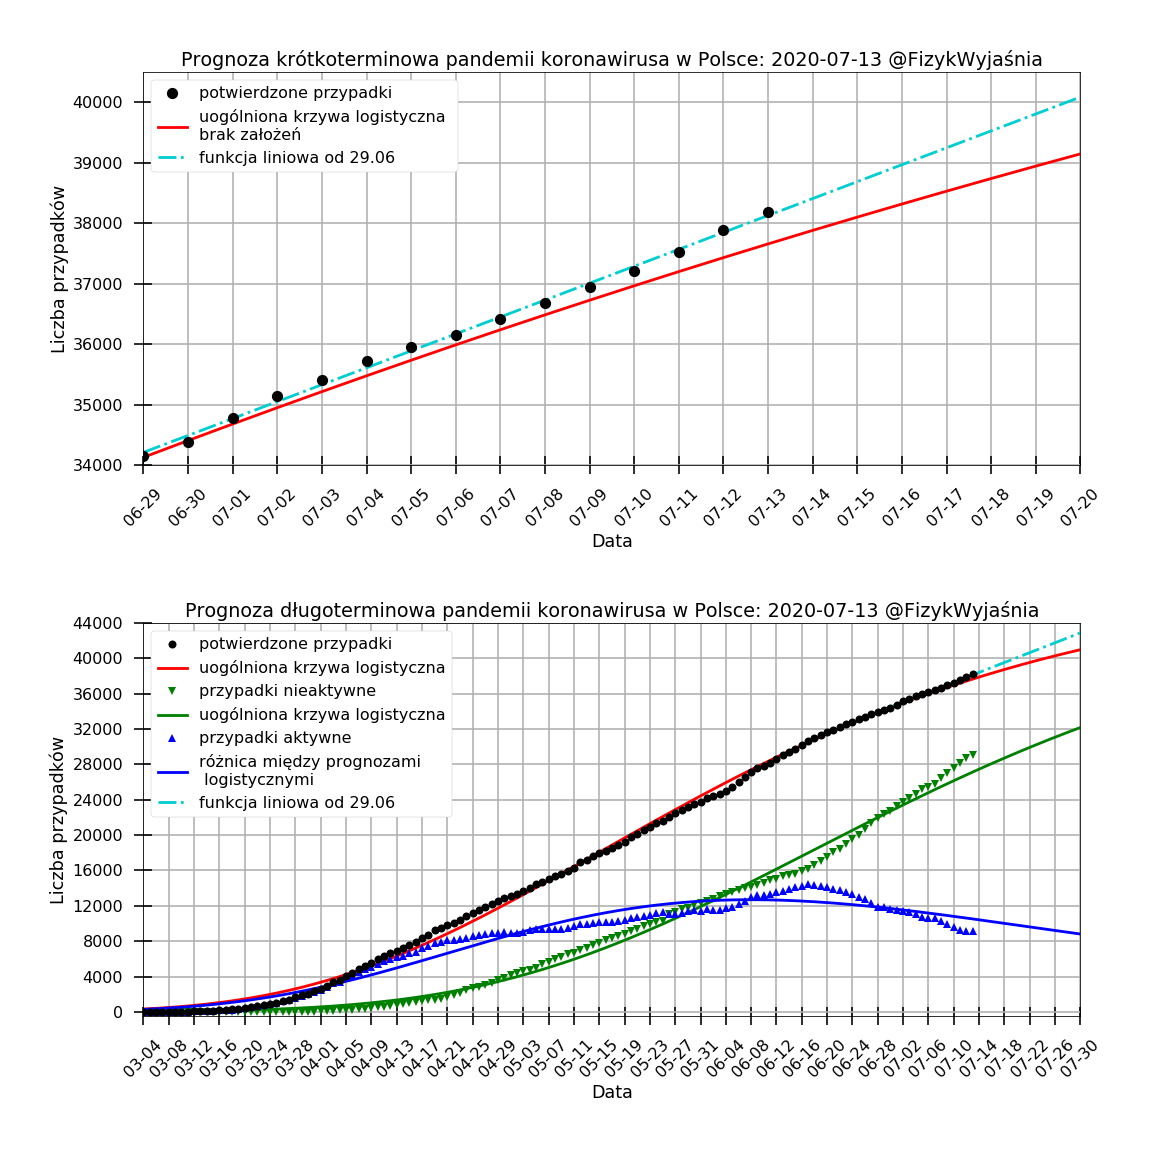 Prognoza krótkoterminowa pandemii koronawirusa w Polsce: 2020-07-13 @FizykWyjaśnia
potwierdzone przypadki
uogólniona krzywa logistyczna
brak założeń
funkcja liniowa od 29.06
Liczba przypadków
40000
39000
38000
37000
36000
35000
34000
06-29 06-30 07-01 07-02 07-03 07-04 07-05 07-06 07-07 07-08 07-09 07-10 07-11 07-12 07-13 07-14 07-15 07-16 07-17 07-18 07-19 07-20
Data
Prognoza długoterminowa pandemii koronawirusa w Polsce: 2020-07-13 @FizykWyjaśnia
potwierdzone przypadki
uogólniona krzywa logistyczna
przypadki nieaktywne
uogólniona krzywa logistyczna
przypadki aktywne
różnica między prognozami
logistycznymi
funkcja liniowa od 29.06
Liczba przypadków
44000
40000
36000
32000
28000
24000
20000
16000
12000
8000
4000
0
03-04 03-08 03-12 03-16 03-20 03-24 03-28 04-01 04-05 04-09 04-13 04-17 04-21 04-25 04-29 05-03 05-07 05-11 05-15 05-19 05-23 05-27 05-31 06-04 06-08 06-12 06-16 06-20 06-24 06-28 07-02 07-06 07-10 07-14 07-18 07-22 07-26 07-30
Data